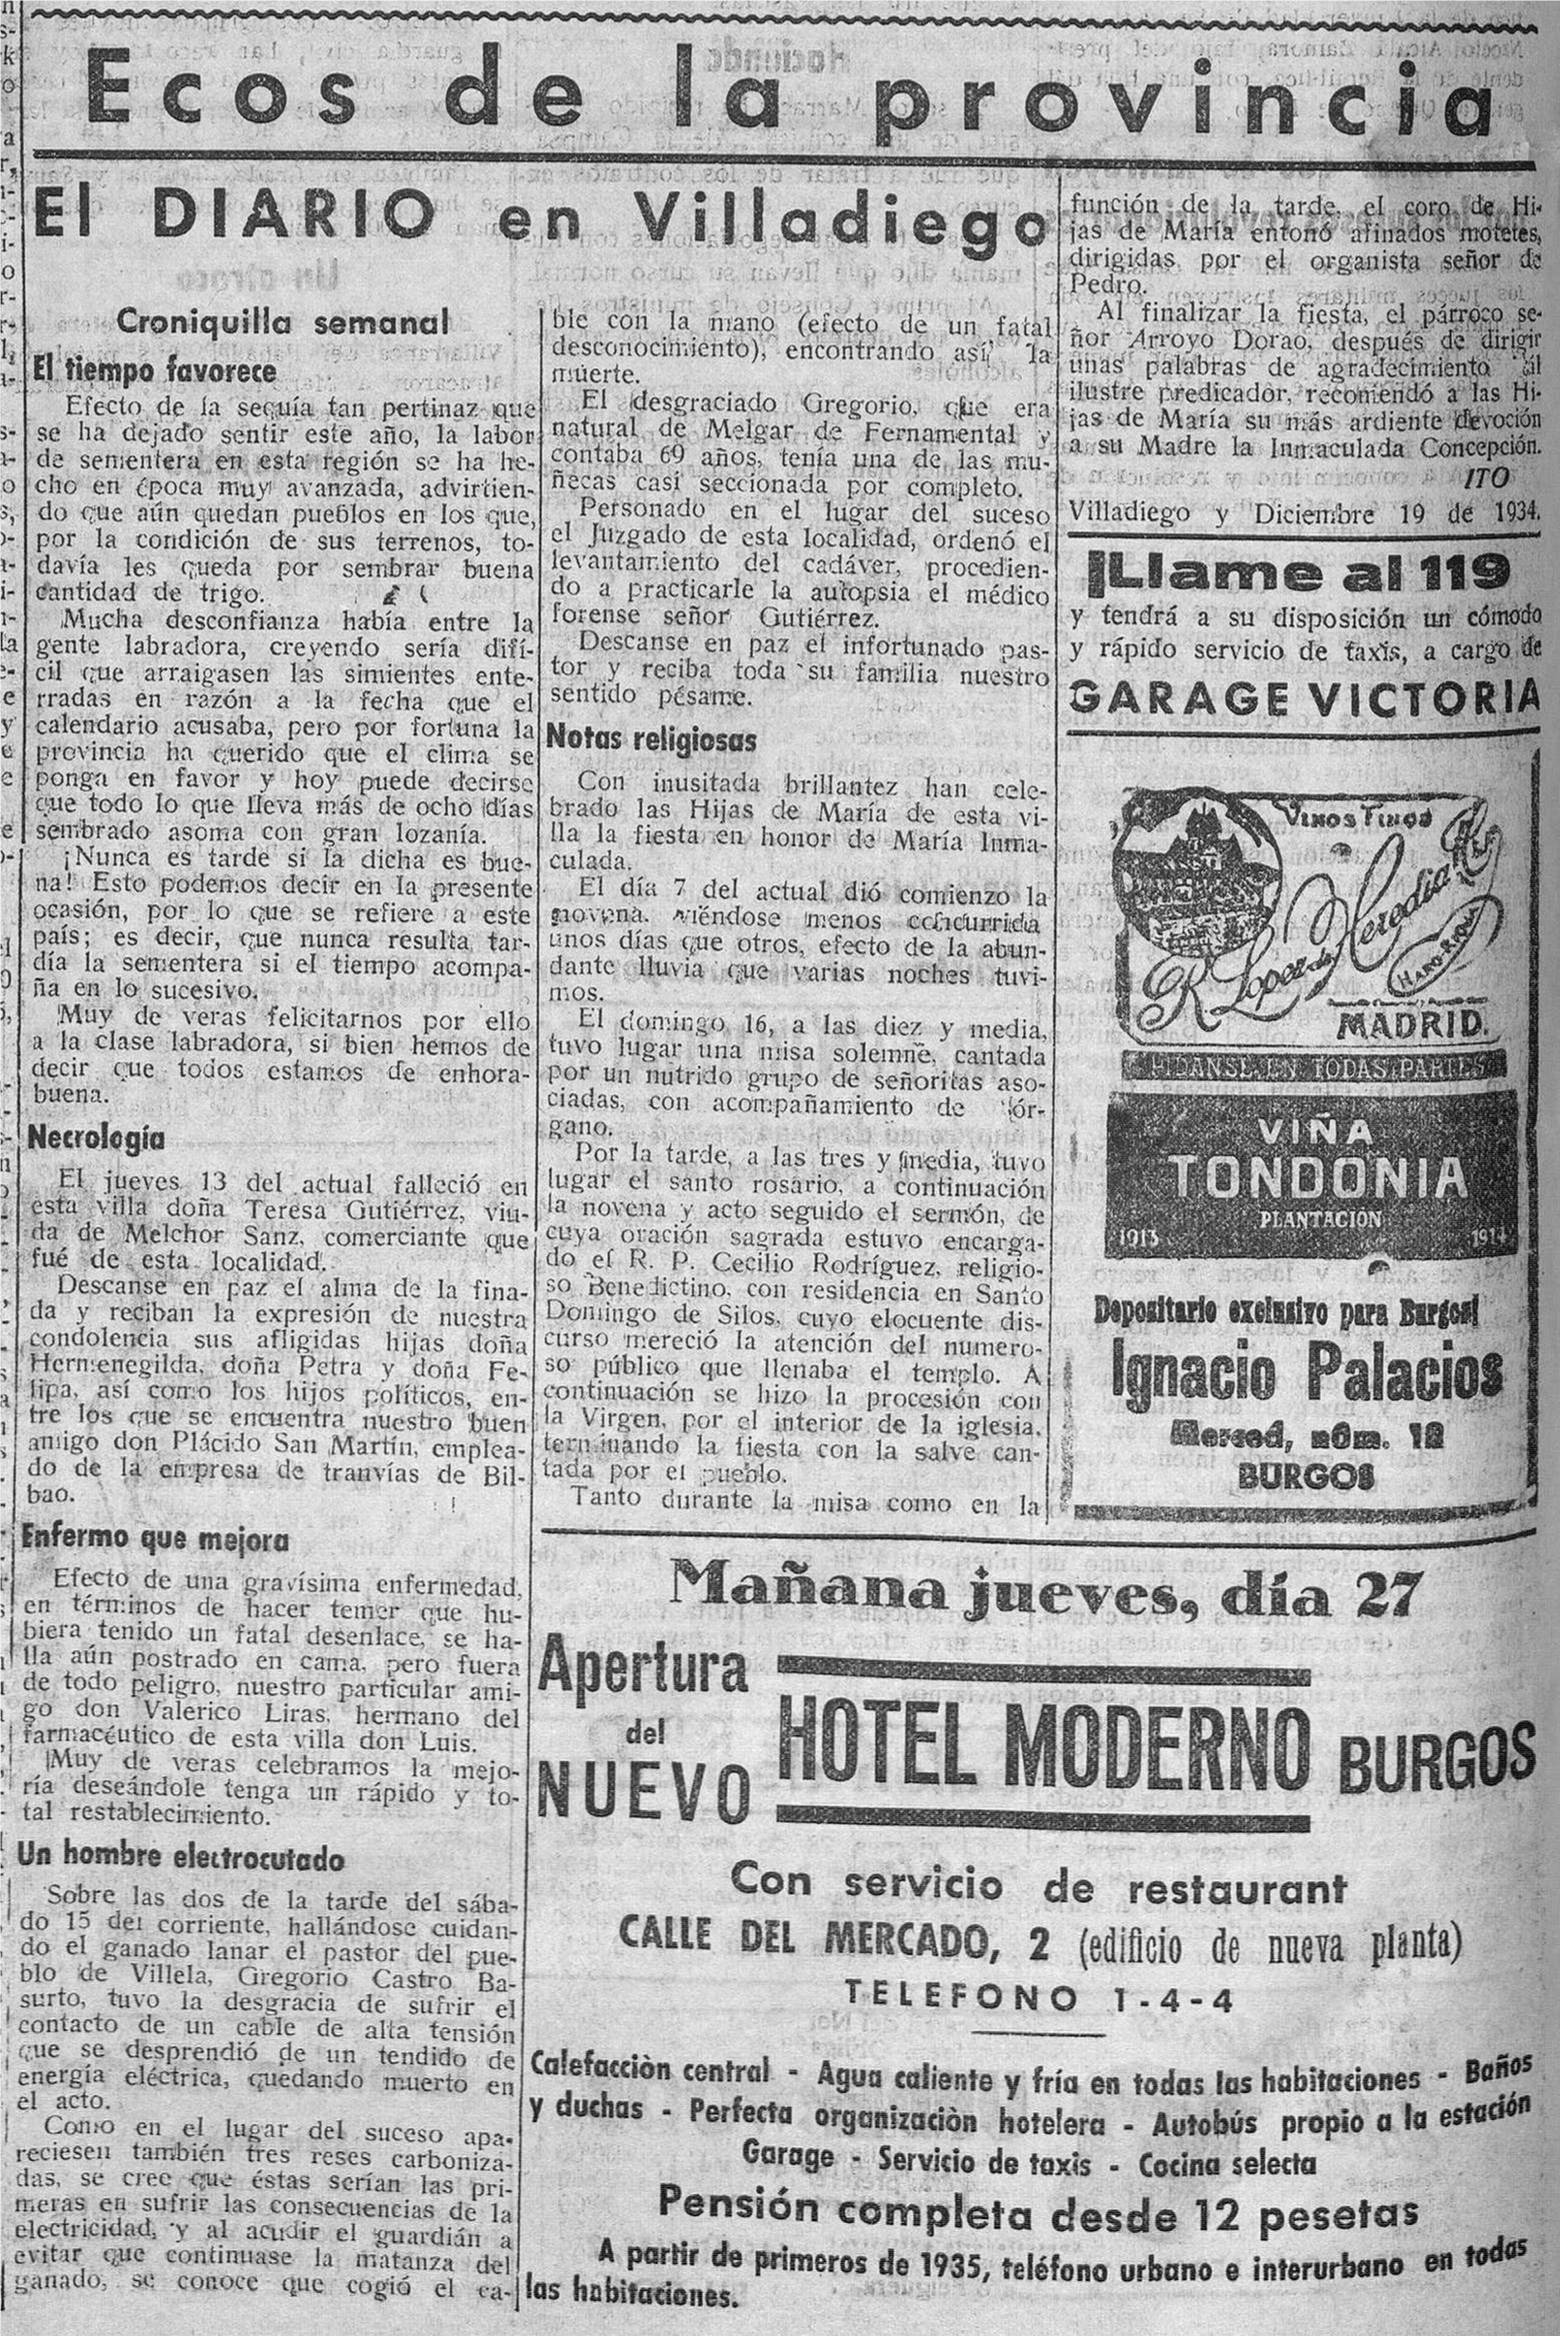 Ecos de la provincia
El DIARIO en Villadiego
Croniquilla semanal
El tiempo favorece
Efecto de la sequía tan pertinaz que
se ha dejado sentir este año, la labor
de sementera en esta región se ha he-
cho en época muy avanzada, advirtien-
do que aún quedan pueblos en los que,
por la condición de sus terrenos, to-
davía les queda por sembrar buena
cantidad de trigo.
Mucha desconfianza había entre la
gente labradora, creyendo sería difí-
cil que arraigasen las simientes ente-
rradas en razón a la fecha que el
calendario acusaba, pero por fortuna la
provincia ha querido que el clima se
ponga en favor y hoy puede decirse
que todo lo que lleva más de ocho días
sembrado asoma con gran lozanía.
¡Nunca es tarde si la dicha es bue-
na! Esto podemos decir en la presente
ocasión, por lo que se refiere a este
país; es decir, que nunca resulta tar-
día la sementera si el tiempo acompa-
ña en lo sucesivo.
Muy de veras felicitarnos por ello
a la clase labradora, si bien hemos de
decir que todos estamos de enhora-
buena.
Necrología
El jueves 13 del actual falleció en
esta villa doña Teresa Gutiérrez, viu-
da de Melchor Sanz, comerciante que
fué de esta localidad.
Descanse en paz el alma de la fina-
da y reciban la expresión de nuestra
condolencia sus afligidas hijas doña
Hermenegilda, doña Petra y doña Fe-
lipa, así como los hijos políticos, en-
tre los que se encuentra nuestro buen
amigo don Plácido San Martín, emplea-
do de la empresa de tranvías de Bil-
bao.
Enfermo que mejora
Efecto de una gravísima enfermedad,
en términos de hacer temer que hu-
biera tenido un fatal desenlace, se ha-
lla aún postrado en cama, pero fuera
de todo peligro, nuestro particular ami-
go don Valerico Liras, hermano del
farmacéutico de esta villa don Luis.
Muy de veras celebramos la mejo-
ría deseándole tenga un rápido y to-
tal restablecimiento.
Un hombre electrocutado
Sobre las dos de la tarde del sába-
do 15 del corriente, hallándose cuidan-
do el ganado lanar el pastor del pue-
blo de Villela, Gregorio Castro Ba-
surto, tuvo la desgracia de sufrir el
contacto de un cable de alta tensión
que se desprendió de un tendido de
energía eléctrica, quedando muerto en
el acto.
Como en el lugar del suceso apa-
reciesen también tres reses carboniza-
das, se cree que éstas serían las pri-
meras en sufrir las consecuencias de la
electricidad, y al acudir el guardián a
evitar que continuase la matanza del
ganado, se conoce que cogió el ca-
ble con la mano (efecto de un fatal
desconocimiento), encontrando así la
muerte.
El desgraciado Gregorio, que era
natural de Melgar de Fernamental y
contaba 69 años, tenía una de las mu-
ñecas casi seccionada por completo.
Personado en el lugar del suceso
el Juzgado de esta localidad, ordenó el
levantamiento del cadáver, procedien-
do a practicarle la autopsia el médico
forense señor Gutiérrez.
Descanse en paz el infortunado pas-
tor y reciba toda su familia nuestro
sentido pésame.
Notas religiosas
Con inusitada brillantez han cele-
brado las Hijas de María de esta vi-
lla la fiesta en honor de María Inma-
culada.
El día 7 del actual dió comienzo la
novena, viéndose menos concurrida
unos días que otros, efecto de la abun-
dante lluvia que varias noches tuvi-
mos.
El domingo 16, a las diez y media,
tuvo lugar una misa solemne, cantada
por un nutrido grupo de señoritas aso-
ciadas, con acompañamiento de ór-
gano.
Por la tarde, a las tres y media, tuvo
lugar el santo rosario, a continuación
la novena y acto seguido el sermón, de
cuya oración sagrada estuvo encarga-
do el R. P. Cecilio Rodríguez, religio-
so Benedictino, con residencia en Santo
Domingo de Silos, cuyo elocuente dis-
curso mereció la atención del numero-
so público que llenaba el templo. A
continuación se hizo la procesión con
la Virgen, por el interior de la iglesia,
terminando la fiesta con la salve can-
tada por el pueblo.
Tanto durante la misa como en la
función de la tarde, el coro de Hi-
jas de María entonó afinados motetes,
dirigidas por el organista señor de
Pedro.
Al finalizar la fiesta, el párroco se-
ñor Arroyo Dorao, después de dirigir
unas palabras de agradecimiento al
ilustre predicador, recomendó a las Hi-
jas de María su más ardiente devoción
a su Madre la Inmaculada Concepción.
ITO
Villadiego y Diciembre 19 de 1934.
¡Llame al 119
y tendrá a su disposición un cómodo
y rápido servicio de taxis, a cargo de
GARAGE VICTORIA
Vinos Finos
R. Lopez de Heredia
HARO-RIOJA
MADRID.
PIDANSE EN TODAS PARTES
VIÑA
TONDONIA
PLANTACIÓN
1913 1914
Depositario exclusivo para Burgos
Ignacio Palacios
Merced, núm. 12
BURGOS
Mañana jueves, día 27
Apertura
del
NUEVO
HOTEL MODERNO BURGOS
Con servicio de restaurant
CALLE DEL MERCADO, 2 (edificio de nueva planta)
TELEFONO 1-4-4
Calefacciòn central - Agua caliente y fría en todas las habitaciones - Baños
y duchas - Perfecta organizaciòn hotelera - Autobús propio a la estación
Garage - Servicio de taxis - Cocina selecta
Pensión completa desde 12 pesetas
A partir de primeros de 1935, teléfono urbano e interurbano en todas
las habitaciones.